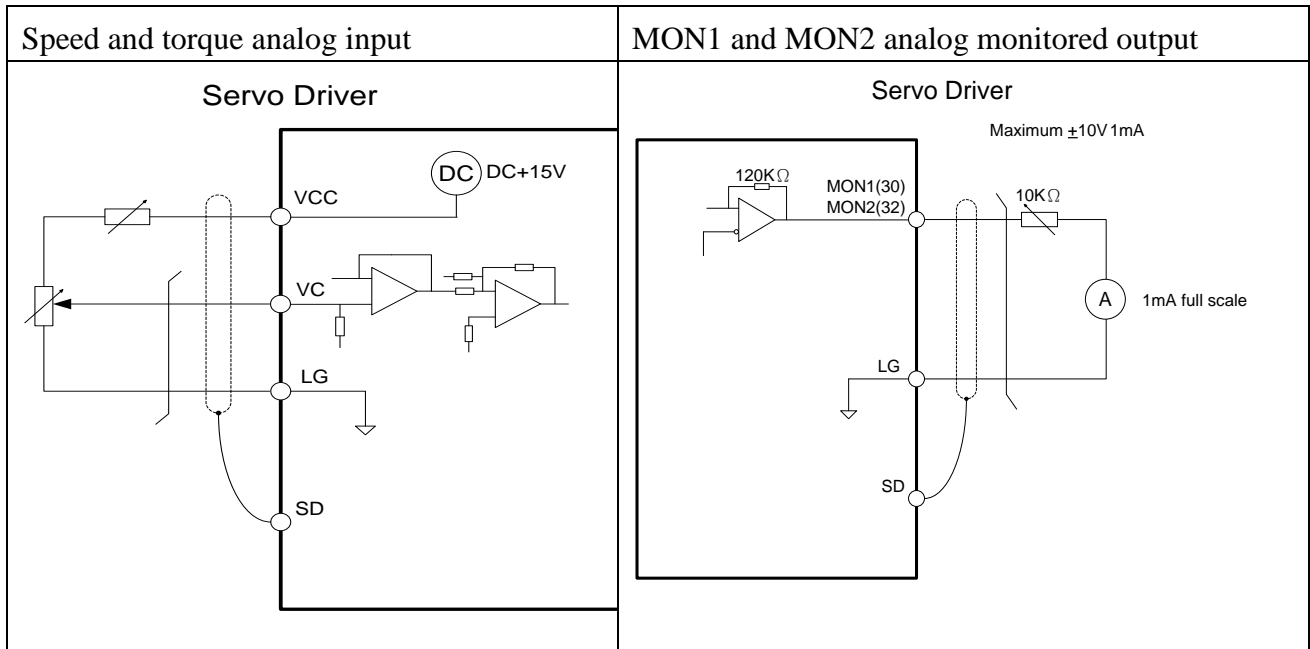 Speed and torque analog input
Servo Driver
DC
DC+15V
VCC
VC
LG
SD
MON1 and MON2 analog monitored output
Servo Driver
Maximum ±10V 1mA
120KΩ
MON1(30)
MON2(32)
10KΩ
A
1mA full scale
LG
SD